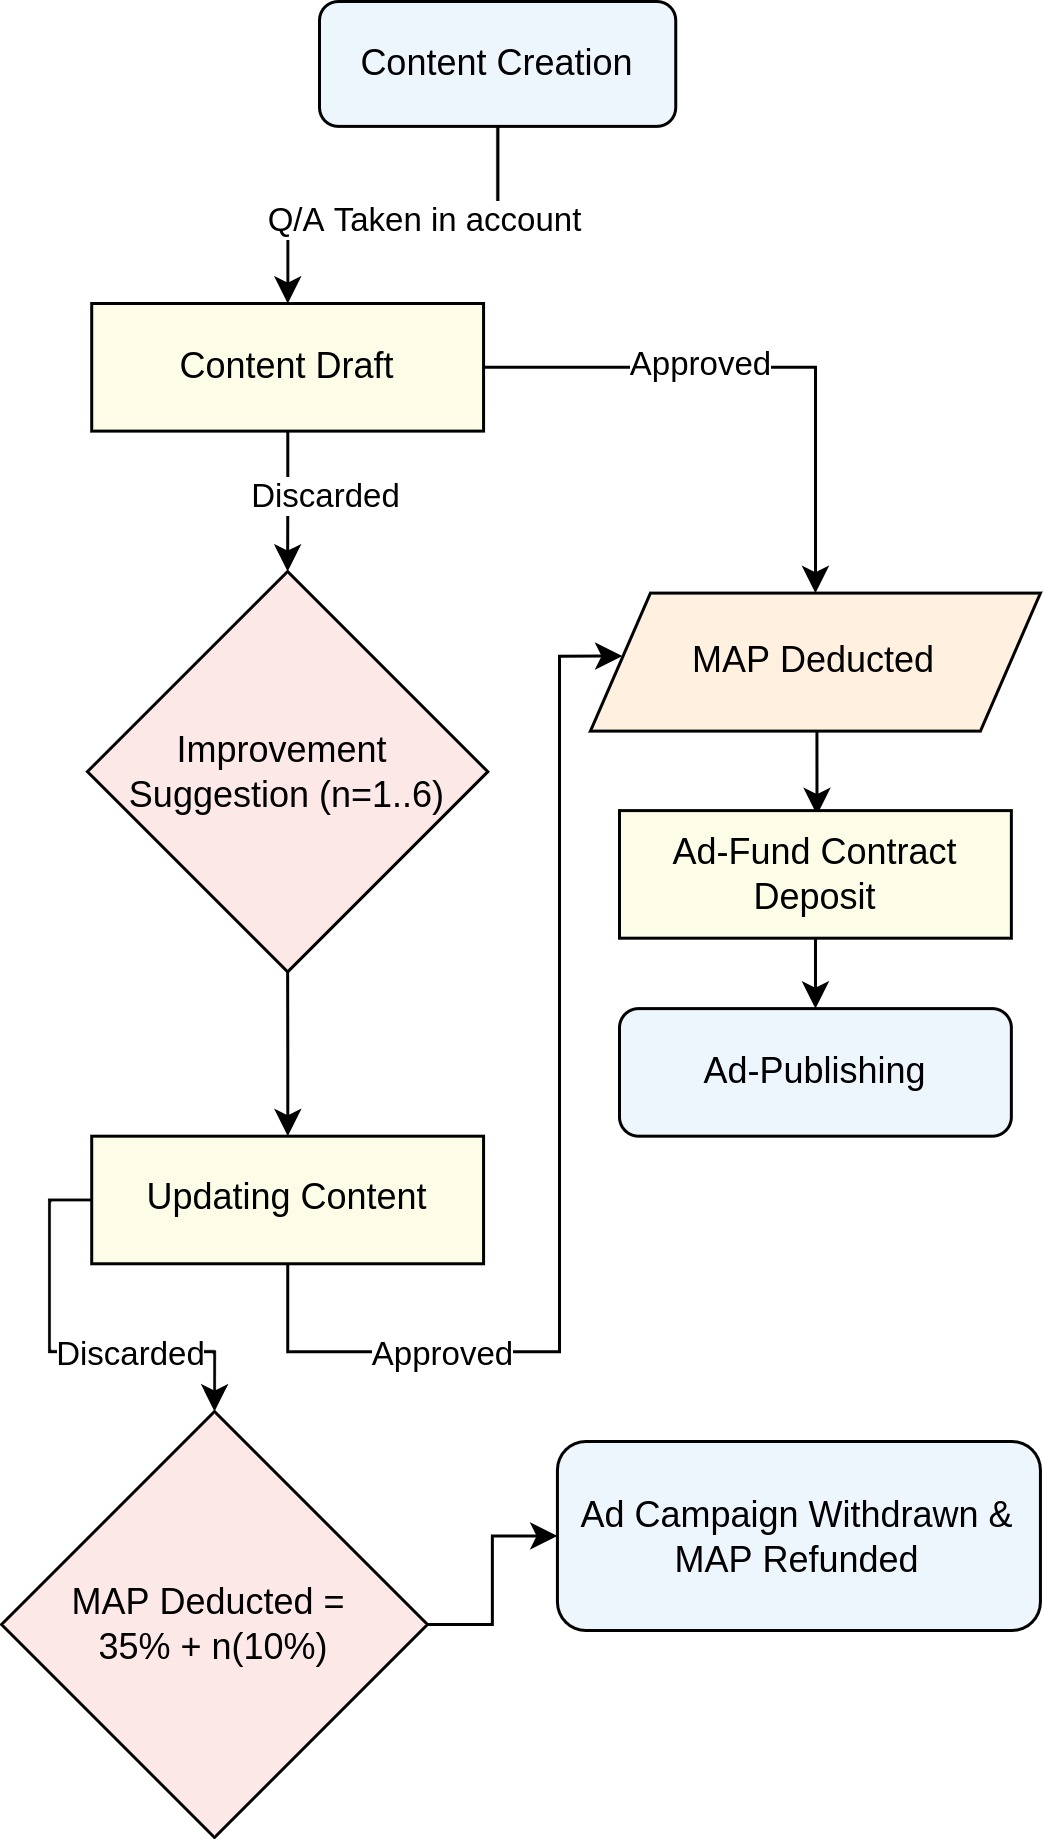 Content Creation
Q/A Taken in account
Content Draft
Approved
Discarded
MAP Deducted
Improvement
Suggestion (n=1..6)
Ad-Fund Contract
Deposit
Ad-Publishing
Updating Content
Discarded
Approved
Ad Campaign Withdrawn &
MAP Refunded
MAP Deducted =
35% + n(10%)